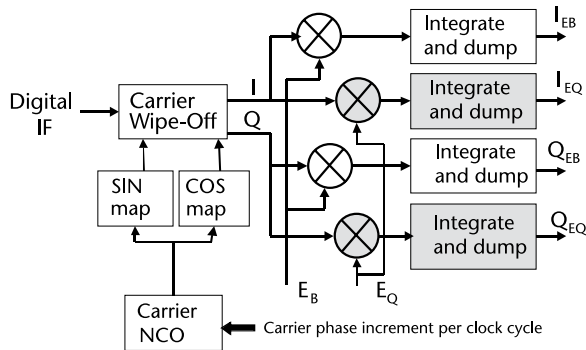 Integrate
and dump
I_EB
Digital
IF
Carrier
Wipe-Off
I
Q
Integrate
and dump
I_EQ
Integrate
and dump
Q_EB
SIN
map
COS
map
Integrate
and dump
Q_EQ
E_B
E_Q
Carrier
NCO
Carrier phase increment per clock cycle